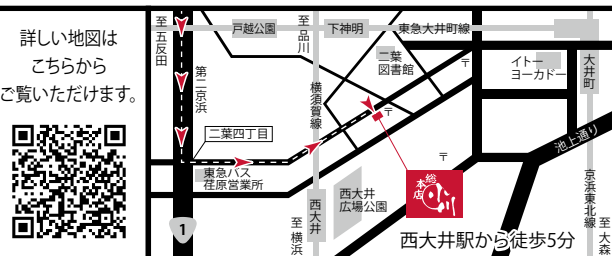 詳しい地図は
こちらから
ご覧いただけます。
至五反田
第二京浜
戸越公園
至品川
下神明
東急大井町線
二葉
図書館
〒
イトー
ヨーカドー
大井町
横須賀線
〒
二葉四丁目
池上通り
東急バス
荏原営業所
〒
西大井
広場公園
総本店
西大井
京浜東北線
1
至横浜
西大井駅から徒歩5分
至大森